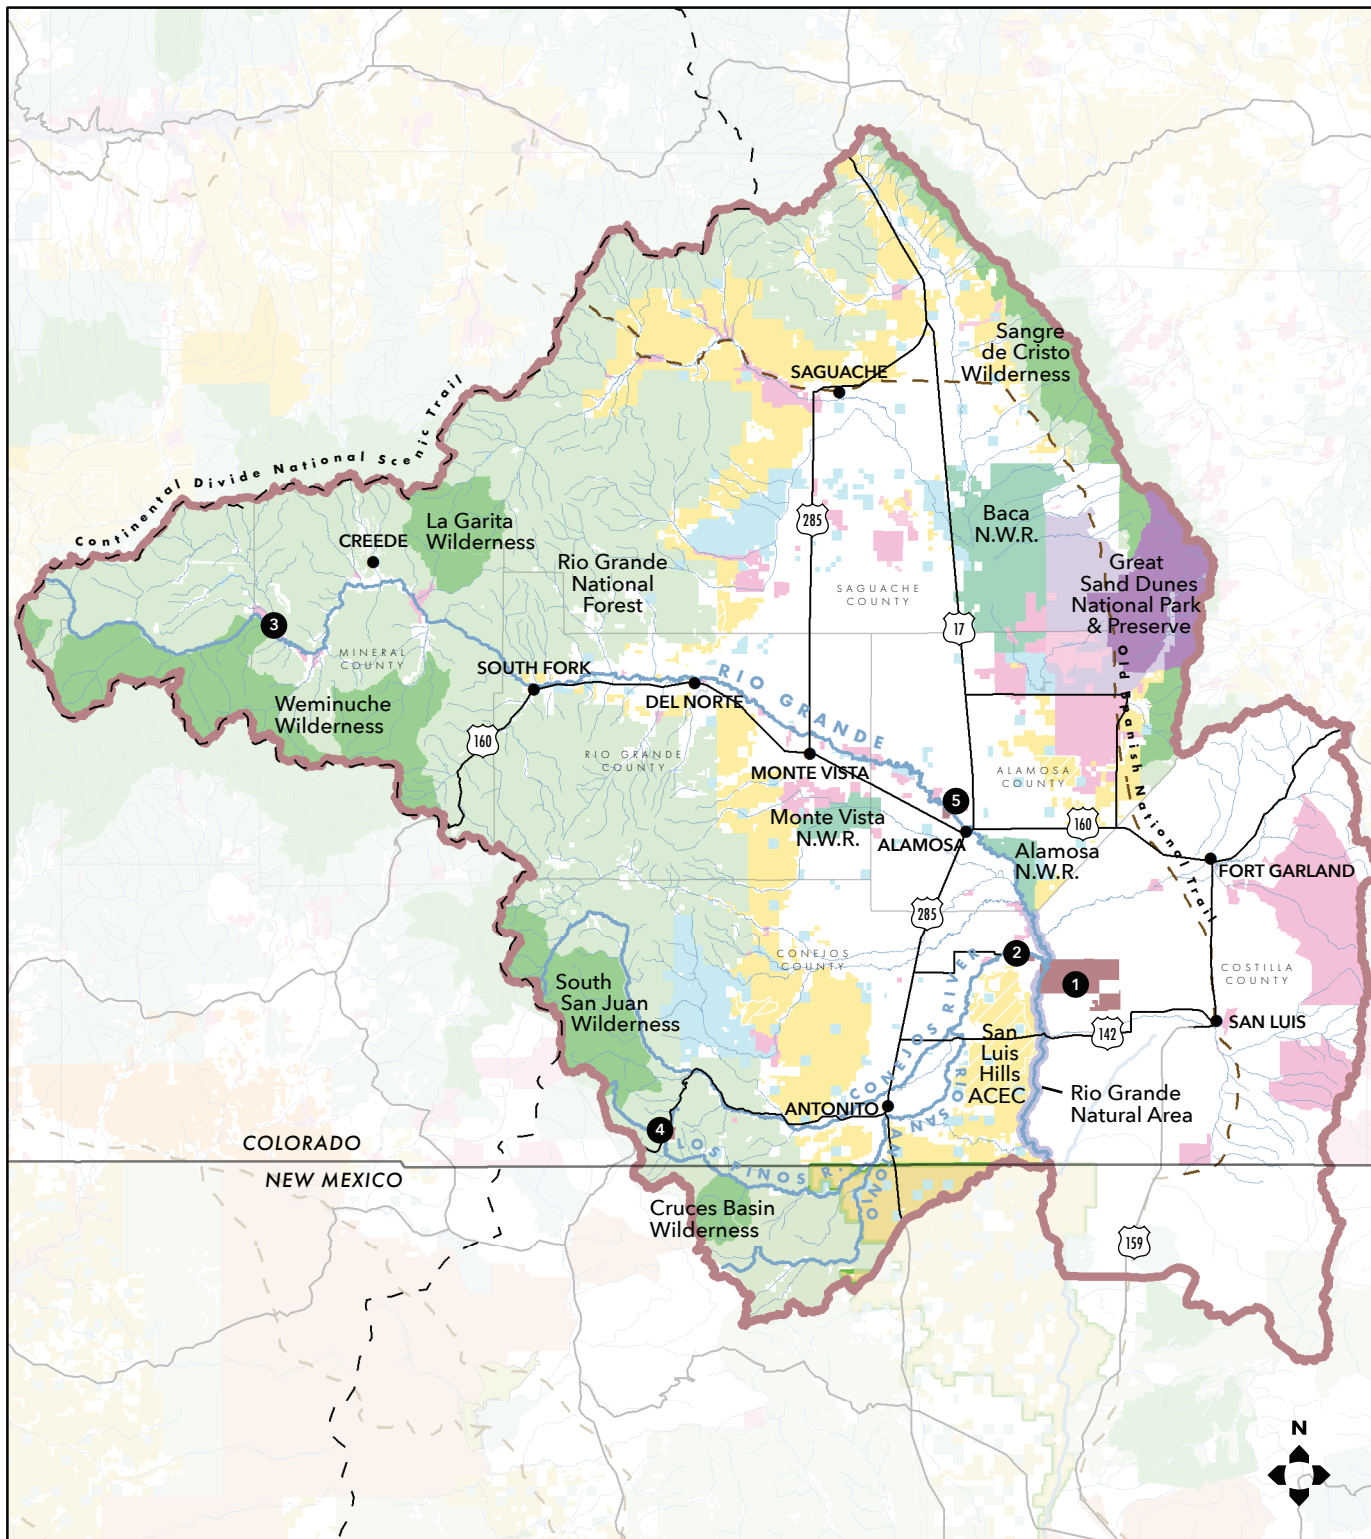 Sangre
de Cristo
Wilderness
SAGUACHE
Continental Divide National Scenic Trail
La Garita
Wilderness
CREEDE
285
Baca
N.W.R.
Rio Grande
National
Forest
Great
Sand Dunes
National Park
& Preserve
SAGUACHE
COUNTY
17
3
MINERAL
COUNTY
SOUTH FORK
RIO GRANDE
DEL NORTE
Old Spanish National Trail
Weminuche
Wilderness
160
RIO GRANDE
COUNTY
MONTE VISTA
ALAMOSA
COUNTY
5
Monte Vista
N.W.R.
160
ALAMOSA
Alamosa
N.W.R.
FORT GARLAND
285
CONEJOS
COUNTY
2
COSTILLA
COUNTY
1
South
San Juan
Wilderness
CONEJOS RIVER
SAN LUIS
142
San
Luis
Hills
ACEC
RIO SAN ANTONIO
Rio Grande
Natural Area
ANTONITO
4
LOS PINOS R.
COLORADO
NEW MEXICO
Cruces Basin
Wilderness
159
N